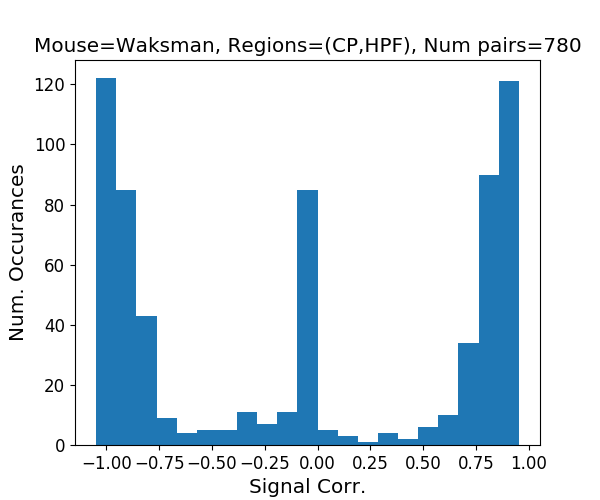 Mouse=Waksman, Regions=(CP,HPF), Num pairs=780
Num. Occurances
120
100
80
60
40
20
0
−1.00 −0.75 −0.50 −0.25 0.00 0.25 0.50 0.75 1.00
Signal Corr.